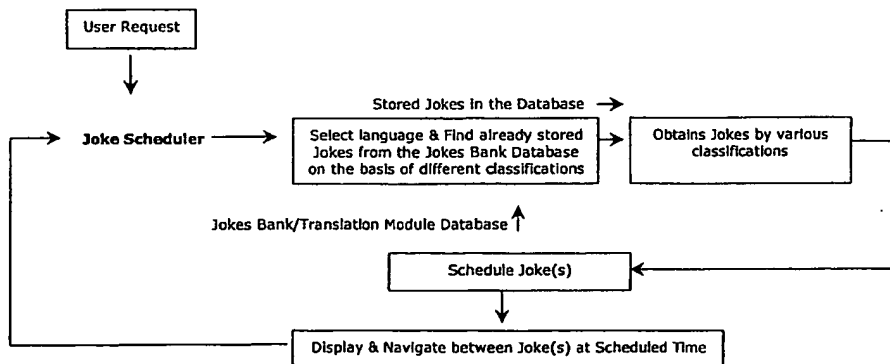 User Request
Stored Jokes in the Database
Joke Scheduler
Select language & Find already stored
Jokes from the Jokes Bank Database
on the basis of different classifications
Obtains Jokes by various
classifications
Jokes Bank/Translation Module Database
Schedule Joke(s)
Display & Navigate between Joke(s) at Scheduled Time